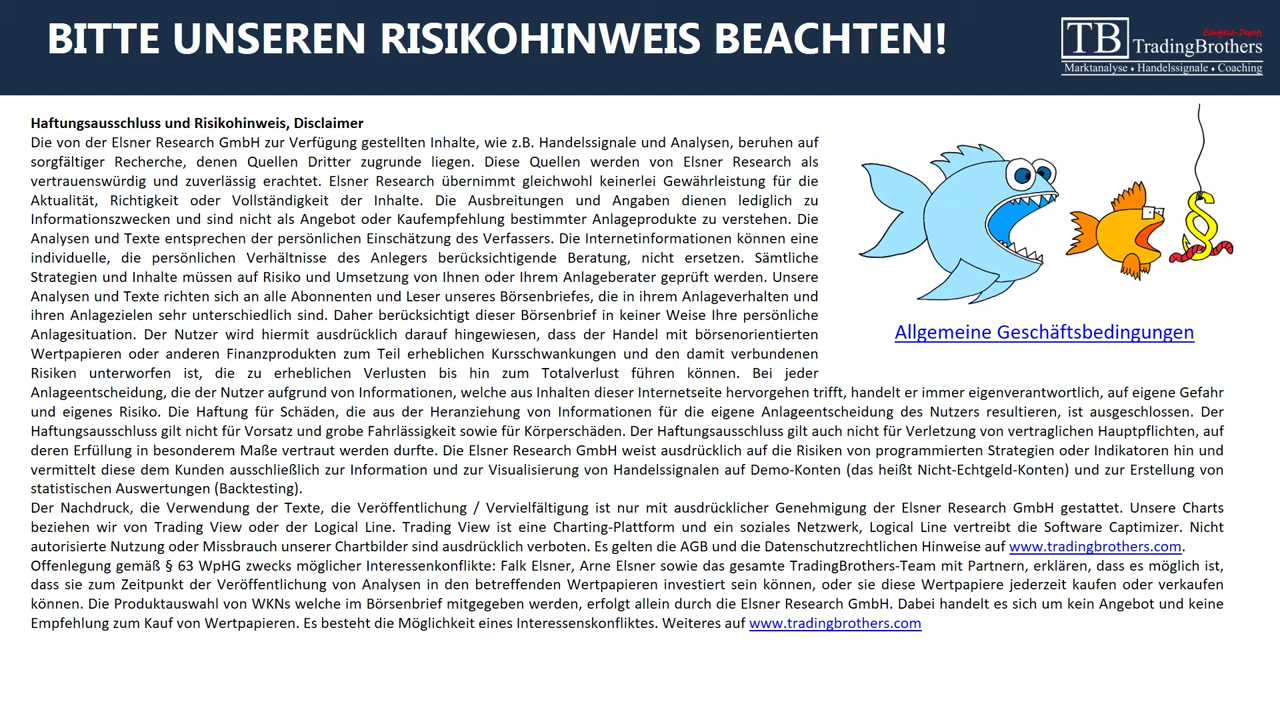 BITTE UNSEREN RISIKOHINWEIS BEACHTEN!
Echtgeld-Depots
TB TradingBrothers
Marktanalyse • Handelssignale • Coaching
Haftungsausschluss und Risikohinweis, Disclaimer
Die von der Elsner Research GmbH zur Verfügung gestellten Inhalte, wie z.B. Handelssignale und Analysen, beruhen auf
sorgfältiger Recherche, denen Quellen Dritter zugrunde liegen. Diese Quellen werden von Elsner Research als
vertrauenswürdig und zuverlässig erachtet. Elsner Research übernimmt gleichwohl keinerlei Gewährleistung für die
Aktualität, Richtigkeit oder Vollständigkeit der Inhalte. Die Ausbreitungen und Angaben dienen lediglich zu
Informationszwecken und sind nicht als Angebot oder Kaufempfehlung bestimmter Anlageprodukte zu verstehen. Die
Analysen und Texte entsprechen der persönlichen Einschätzung des Verfassers. Die Internetinformationen können eine
individuelle, die persönlichen Verhältnisse des Anlegers berücksichtigende Beratung, nicht ersetzen. Sämtliche
Strategien und Inhalte müssen auf Risiko und Umsetzung von Ihnen oder Ihrem Anlageberater geprüft werden. Unsere
Analysen und Texte richten sich an alle Abonnenten und Leser unseres Börsenbriefes, die in ihrem Anlageverhalten und
ihren Anlagezielen sehr unterschiedlich sind. Daher berücksichtigt dieser Börsenbrief in keiner Weise Ihre persönliche
Anlagesituation. Der Nutzer wird hiermit ausdrücklich darauf hingewiesen, dass der Handel mit börsenorientierten
Wertpapieren oder anderen Finanzprodukten zum Teil erheblichen Kursschwankungen und den damit verbundenen
Risiken unterworfen ist, die zu erheblichen Verlusten bis hin zum Totalverlust führen können. Bei jeder
Anlageentscheidung, die der Nutzer aufgrund von Informationen, welche aus Inhalten dieser Internetseite hervorgehen trifft, handelt er immer eigenverantwortlich, auf eigene Gefahr
und eigenes Risiko. Die Haftung für Schäden, die aus der Heranziehung von Informationen für die eigene Anlageentscheidung des Nutzers resultieren, ist ausgeschlossen. Der
Haftungsausschluss gilt nicht für Vorsatz und grobe Fahrlässigkeit sowie für Körperschäden. Der Haftungsausschluss gilt auch nicht für Verletzung von vertraglichen Hauptpflichten, auf
deren Erfüllung in besonderem Maße vertraut werden durfte. Die Elsner Research GmbH weist ausdrücklich auf die Risiken von programmierten Strategien oder Indikatoren hin und
vermittelt diese dem Kunden ausschließlich zur Information und zur Visualisierung von Handelssignalen auf Demo-Konten (das heißt Nicht-Echtgeld-Konten) und zur Erstellung von
statistischen Auswertungen (Backtesting).
Der Nachdruck, die Verwendung der Texte, die Veröffentlichung / Vervielfältigung ist nur mit ausdrücklicher Genehmigung der Elsner Research GmbH gestattet. Unsere Charts
beziehen wir von Trading View oder der Logical Line. Trading View ist eine Charting-Plattform und ein soziales Netzwerk, Logical Line vertreibt die Software Captimizer. Nicht
autorisierte Nutzung oder Missbrauch unserer Chartbilder sind ausdrücklich verboten. Es gelten die AGB und die Datenschutzrechtlichen Hinweise auf www.tradingbrothers.com.
Offenlegung gemäß § 63 WpHG zwecks möglicher Interessenkonflikte: Falk Elsner, Arne Elsner sowie das gesamte TradingBrothers-Team mit Partnern, erklären, dass es möglich ist,
dass sie zum Zeitpunkt der Veröffentlichung von Analysen in den betreffenden Wertpapieren investiert sein können, oder sie diese Wertpapiere jederzeit kaufen oder verkaufen
können. Die Produktauswahl von WKNs welche im Börsenbrief mitgegeben werden, erfolgt allein durch die Elsner Research GmbH. Dabei handelt es sich um kein Angebot und keine
Empfehlung zum Kauf von Wertpapieren. Es besteht die Möglichkeit eines Interessenskonfliktes. Weiteres auf www.tradingbrothers.com
§
Allgemeine Geschäftsbedingungen